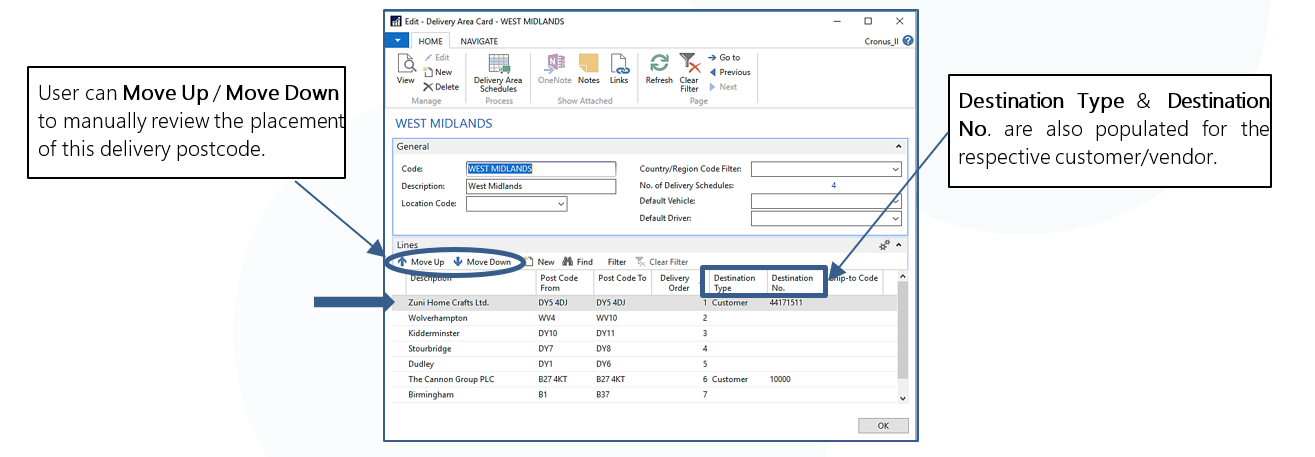 User can Move Up / Move Down
to manually review the placement
of this delivery postcode.
Edit - Delivery Area Card - WEST MIDLANDS
HOME NAVIGATE Cronus_II
View Edit New Delete
Manage
Delivery Area Schedules
Process
OneNote Notes Links
Show Attached
Refresh Clear Filter Go to Previous Next
Page
WEST MIDLANDS
General
Code: WEST MIDLANDS
Description: West Midlands
Location Code:
Country/Region Code Filter:
No. of Delivery Schedules: 4
Default Vehicle:
Default Driver:
Lines
Move Up Move Down New Find Filter Clear Filter
Description Post Code From Post Code To Delivery Order Destination Type Destination No. Ship-to Code
Zuni Home Crafts Ltd. DY5 4DJ DY5 4DJ 1 Customer 44171511
Wolverhampton WV4 WV10 2
Kidderminster DY10 DY11 3
Stourbridge DY7 DY8 4
Dudley DY1 DY6 5
The Cannon Group PLC B27 4KT B27 4KT 6 Customer 10000
Birmingham B1 B37 7
OK
Destination Type & Destination
No. are also populated for the
respective customer/vendor.